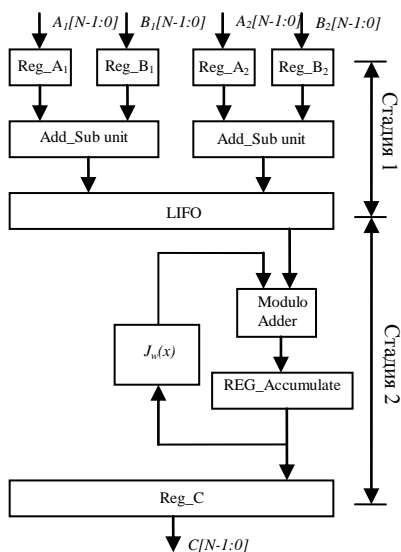 A₁[N-1:0] B₁[N-1:0] A₂[N-1:0] B₂[N-1:0]
Reg_A₁ Reg_B₁ Reg_A₂ Reg_B₂
Add_Sub unit Add_Sub unit
Стадия 1
LIFO
Modulo
Adder
J_w(x)
REG_Accumulate
Стадия 2
Reg_C
C[N-1:0]